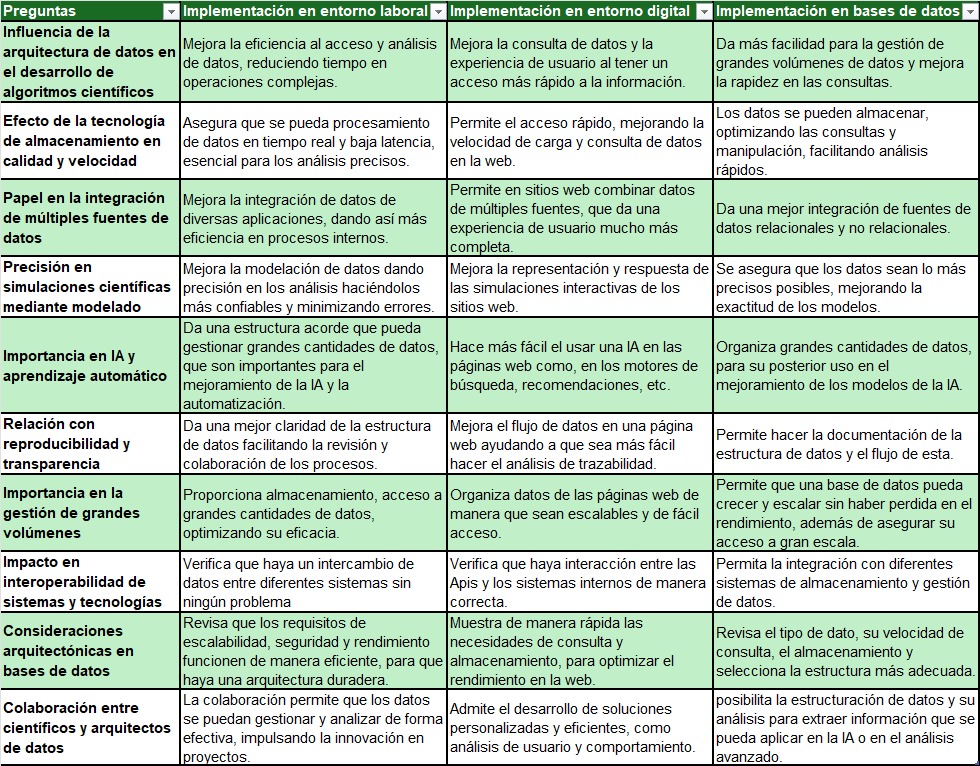 Preguntas
Implementación en entorno laboral
Implementación en entorno digital
Implementación en bases de datos
Influencia de la
arquitectura de datos en
el desarrollo de
algoritmos científicos
Mejora la eficiencia al acceso y análisis
de datos, reduciendo tiempo en
operaciones complejas.
Mejora la consulta de datos y la
experiencia de usuario al tener un
acceso más rápido a la información.
Da más facilidad para la gestión de
grandes volúmenes de datos y mejora
la rapidez en las consultas.
Efecto de la tecnología
de almacenamiento en
calidad y velocidad
Asegura que se pueda procesamiento
de datos en tiempo real y baja latencia,
esencial para los análisis precisos.
Permite el acceso rápido, mejorando la
velocidad de carga y consulta de datos
en la web.
Los datos se pueden almacenar,
optimizando las consultas y
manipulación, facilitando análisis
rápidos.
Papel en la integración
de múltiples fuentes de
datos
Mejora la integración de datos de
diversas aplicaciones, dando así más
eficiencia en procesos internos.
Permite en sitios web combinar datos
de múltiples fuentes, que da una
experiencia de usuario mucho más
completa.
Da una mejor integración de fuentes de
datos relacionales y no relacionales.
Precisión en
simulaciones científicas
mediante modelado
Mejora la modelación de datos dando
precisión en los análisis haciéndolos
más confiables y minimizando errores.
Mejora la representación y respuesta de
las simulaciones interactivas de los
sitios web.
Se asegura que los datos sean lo más
precisos posibles, mejorando la
exactitud de los modelos.
Importancia en IA y
aprendizaje automático
Da una estructura acorde que pueda
gestionar grandes cantidades de datos,
que son importantes para el
mejoramiento de la IA y la
automatización.
Hace más fácil el usar una IA en las
páginas web como, en los motores de
búsqueda, recomendaciones, etc.
Organiza grandes cantidades de datos,
para su posterior uso en el
mejoramiento de los modelos de la IA.
Relación con
reproducibilidad y
transparencia
Da una mejor claridad de la estructura
de datos facilitando la revisión y
colaboración de los procesos.
Mejora el flujo de datos en una página
web ayudando a que sea más fácil
hacer el análisis de trazabilidad.
Permite hacer la documentación de la
estructura de datos y el flujo de esta.
Importancia en la
gestión de grandes
volúmenes
Proporciona almacenamiento, acceso a
grandes cantidades de datos,
optimizando su eficacia.
Organiza datos de las páginas web de
manera que sean escalables y de fácil
acceso.
Permite que una base de datos pueda
crecer y escalar sin haber perdida en el
rendimiento, además de asegurar su
acceso a gran escala.
Impacto en
interoperabilidad de
sistemas y tecnologías
Verifica que haya un intercambio de
datos entre diferentes sistemas sin
ningún problema
Verifica que haya interacción entre las
Apis y los sistemas internos de manera
correcta.
Permita la integración con diferentes
sistemas de almacenamiento y gestión
de datos.
Consideraciones
arquitectónicas en
bases de datos
Revisa que los requisitos de
escalabilidad, seguridad y rendimiento
funcionen de manera eficiente, para que
haya una arquitectura duradera.
Muestra de manera rápida las
necesidades de consulta y
almacenamiento, para optimizar el
rendimiento en la web.
Revisa el tipo de dato, su velocidad de
consulta, el almacenamiento y
selecciona la estructura más adecuada.
Colaboración entre
científicos y arquitectos
de datos
La colaboración permite que los datos
se puedan gestionar y analizar de forma
efectiva, impulsando la innovación en
proyectos.
Admite el desarrollo de soluciones
personalizadas y eficientes, como
análisis de usuario y comportamiento.
posibilita la estructuración de datos y su
análisis para extraer información que se
pueda aplicar en la IA o en el análisis
avanzado.